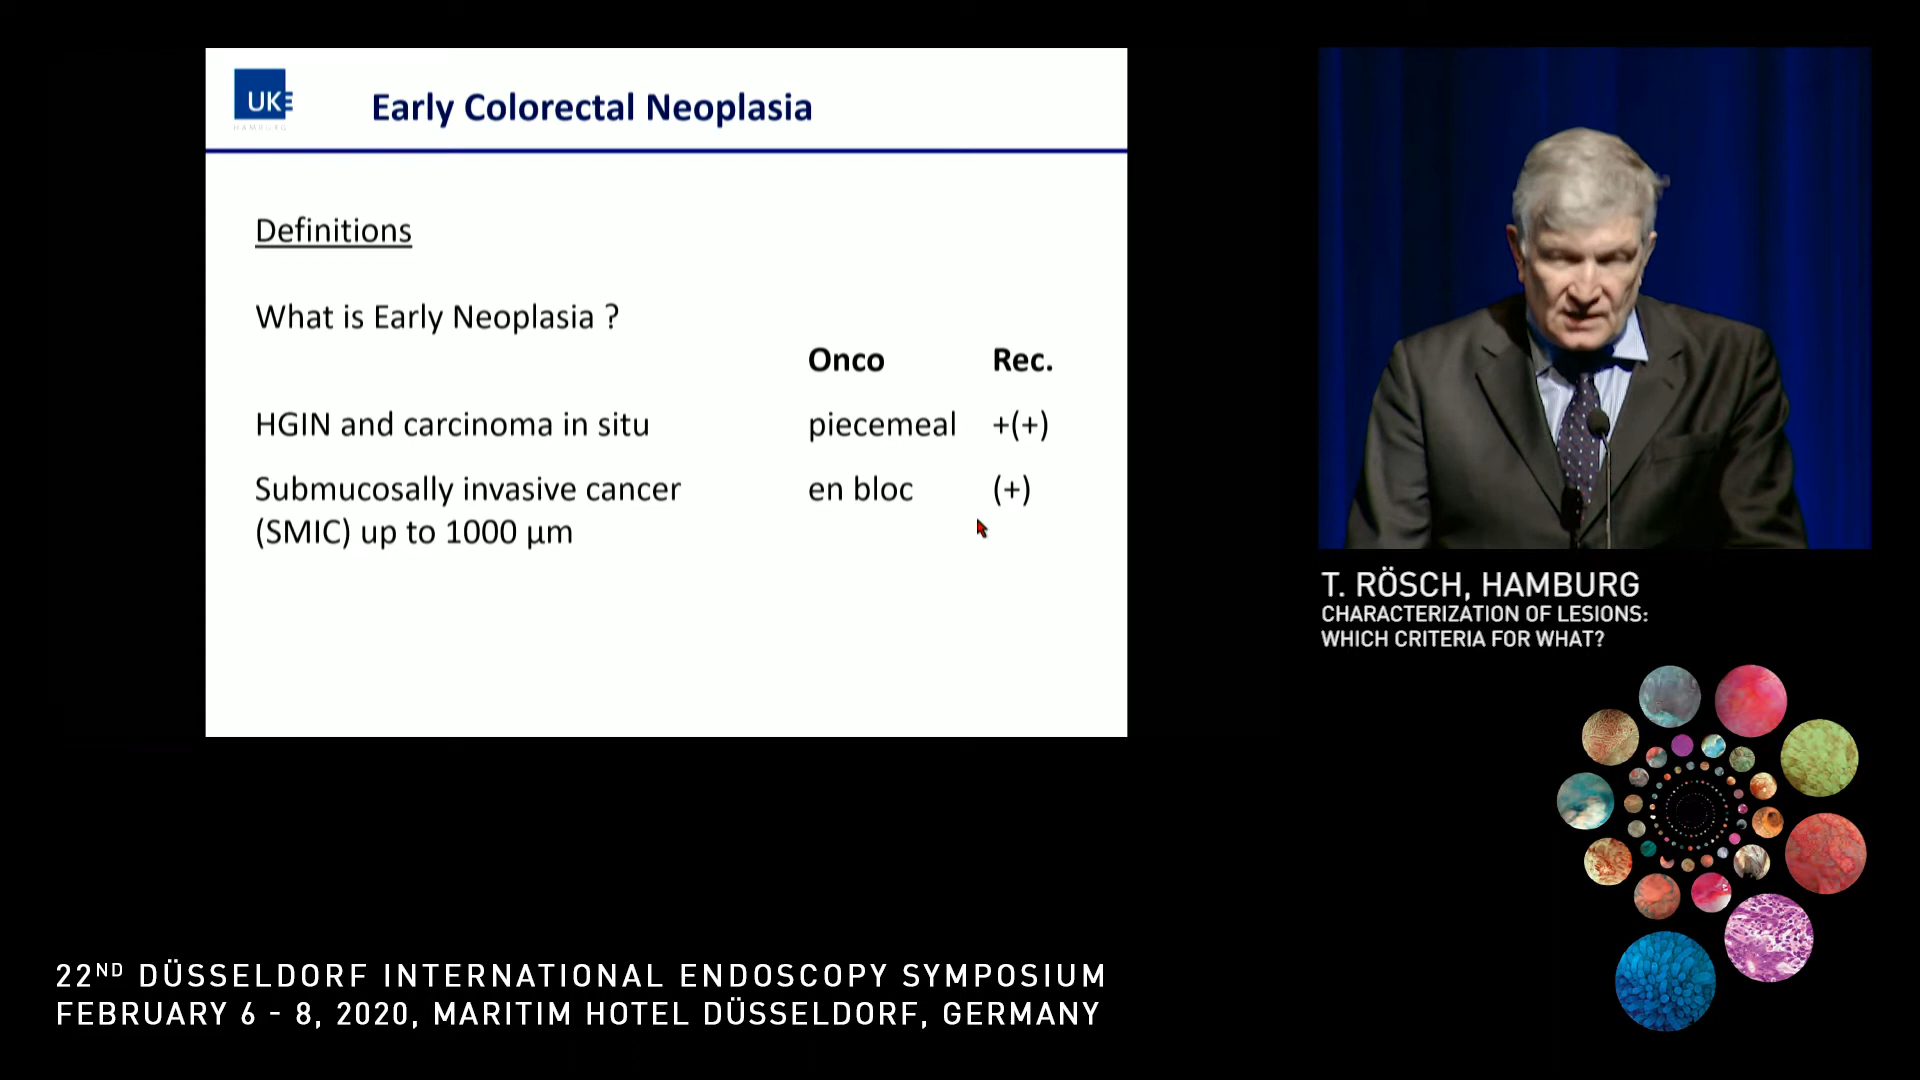 UKE
HAMBURG
Early Colorectal Neoplasia
Definitions
What is Early Neoplasia ?
Onco Rec.
HGIN and carcinoma in situ piecemeal +(+)
Submucosally invasive cancer en bloc (+)
(SMIC) up to 1000 µm
T. RÖSCH, HAMBURG
CHARACTERIZATION OF LESIONS:
WHICH CRITERIA FOR WHAT?
22ND DÜSSELDORF INTERNATIONAL ENDOSCOPY SYMPOSIUM
FEBRUARY 6 - 8, 2020, MARITIM HOTEL DÜSSELDORF, GERMANY